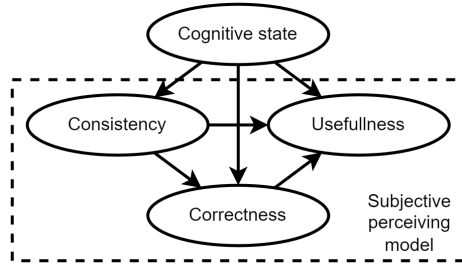 Cognitive state
Consistency
Usefullness
Correctness
Subjective
perceiving
model